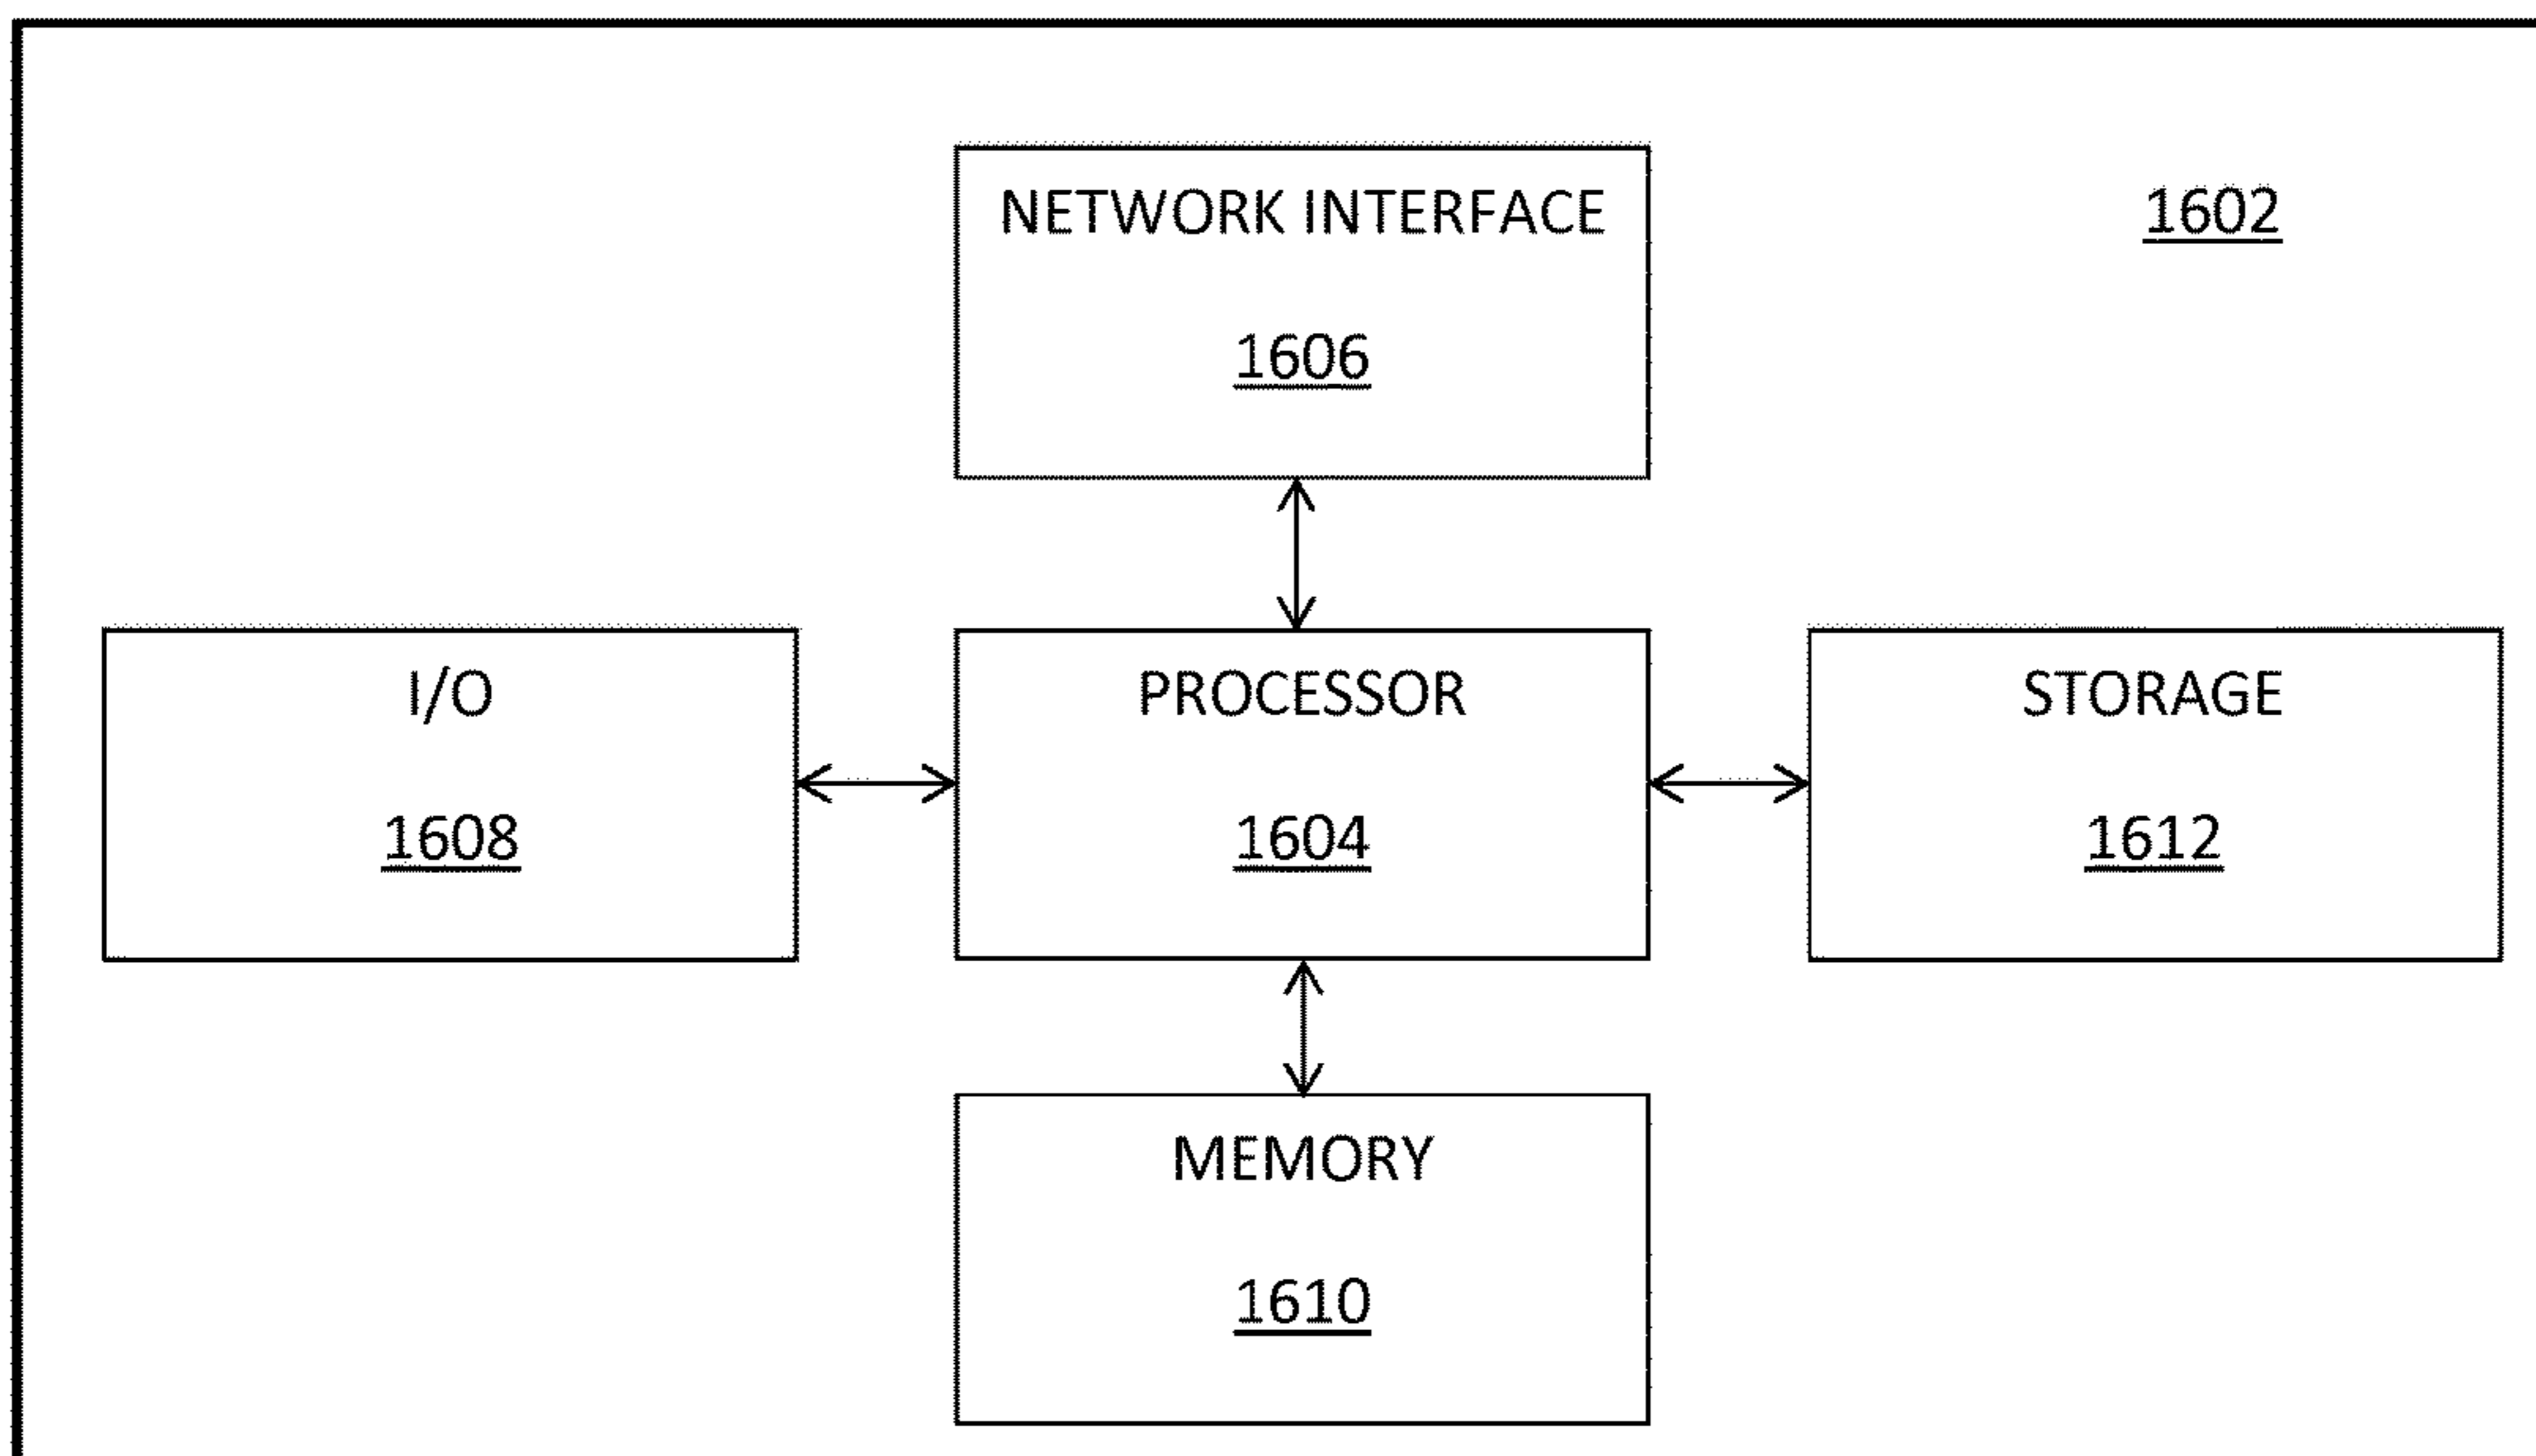 NETWORK INTERFACE
1606
1602
I/O
1608
PROCESSOR
1604
STORAGE
1612
MEMORY
1610